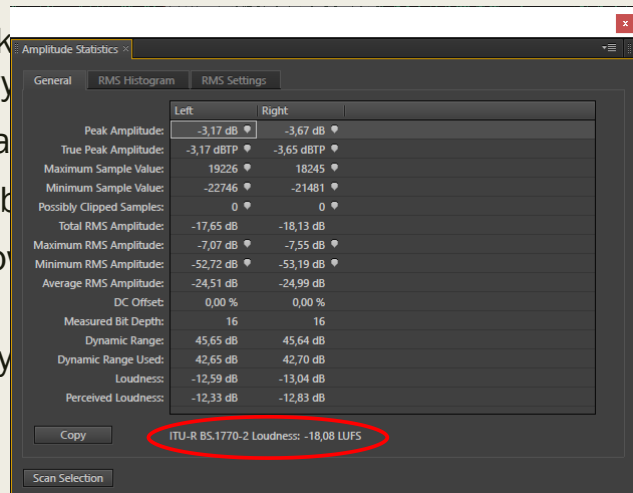 x
Amplitude Statistics ×
General RMS Histogram RMS Settings
Left Right
Peak Amplitude: -3,17 dB -3,67 dB
True Peak Amplitude: -3,17 dBTP -3,65 dBTP
Maximum Sample Value: 19226 18245
Minimum Sample Value: -22746 -21481
Possibly Clipped Samples: 0 0
Total RMS Amplitude: -17,65 dB -18,13 dB
Maximum RMS Amplitude: -7,07 dB -7,55 dB
Minimum RMS Amplitude: -52,72 dB -53,19 dB
Average RMS Amplitude: -24,51 dB -24,99 dB
DC Offset: 0,00 % 0,00 %
Measured Bit Depth: 16 16
Dynamic Range: 45,65 dB 45,64 dB
Dynamic Range Used: 42,65 dB 42,70 dB
Loudness: -12,59 dB -13,04 dB
Perceived Loudness: -12,33 dB -12,83 dB
Copy ITU-R BS.1770-2 Loudness: -18,08 LUFS
Scan Selection